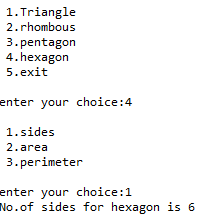 1.Triangle
2.rhombous
3.pentagon
4.hexagon
5.exit
enter your choice:4
1.sides
2.area
3.perimeter
enter your choice:1
No.of sides for hexagon is 6